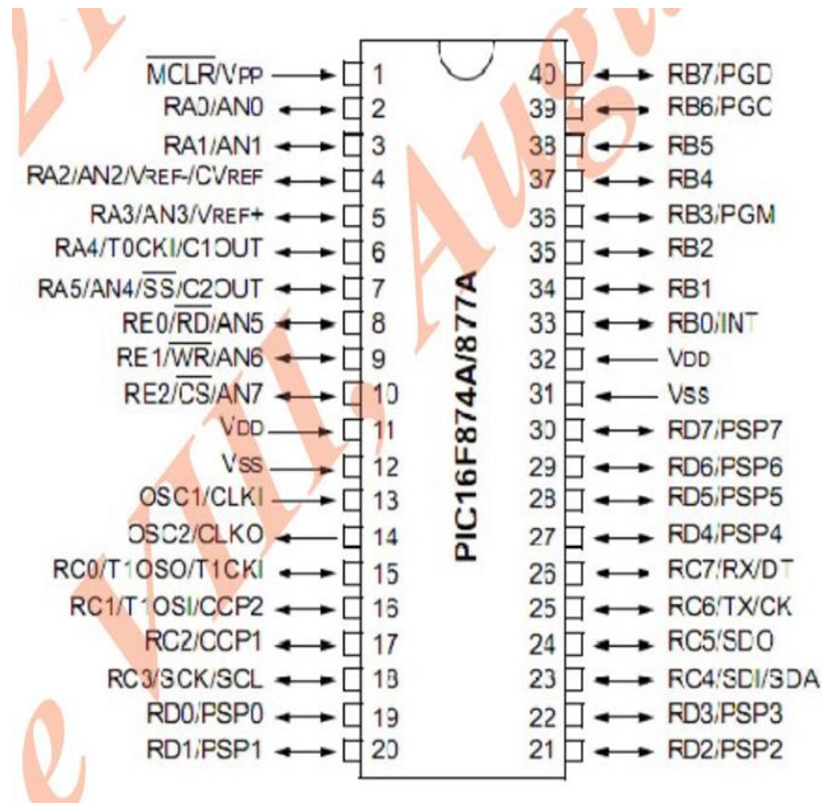 MCLR/VPP 1
RA0/AN0 2
RA1/AN1 3
RA2/AN2/VREF-/CVREF 4
RA3/AN3/VREF+ 5
RA4/T0CKI/C1OUT 6
RA5/AN4/SS/C2OUT 7
RE0/RD/AN5 8
RE1/WR/AN6 9
RE2/CS/AN7 10
VDD 11
VSS 12
OSC1/CLKI 13
OSC2/CLKO 14
RC0/T1OSO/T1CKI 15
RC1/T1OSI/CCP2 16
RC2/CCP1 17
RC3/SCK/SCL 18
RD0/PSP0 19
RD1/PSP1 20
PIC16F874A/877A
40 RB7/PGD
39 RB6/PGC
38 RB5
37 RB4
36 RB3/PGM
35 RB2
34 RB1
33 RB0/INT
32 VDD
31 VSS
30 RD7/PSP7
29 RD6/PSP6
28 RD5/PSP5
27 RD4/PSP4
26 RC7/RX/DT
25 RC6/TX/CK
24 RC5/SDO
23 RC4/SDI/SDA
22 RD3/PSP3
21 RD2/PSP2
VIII,